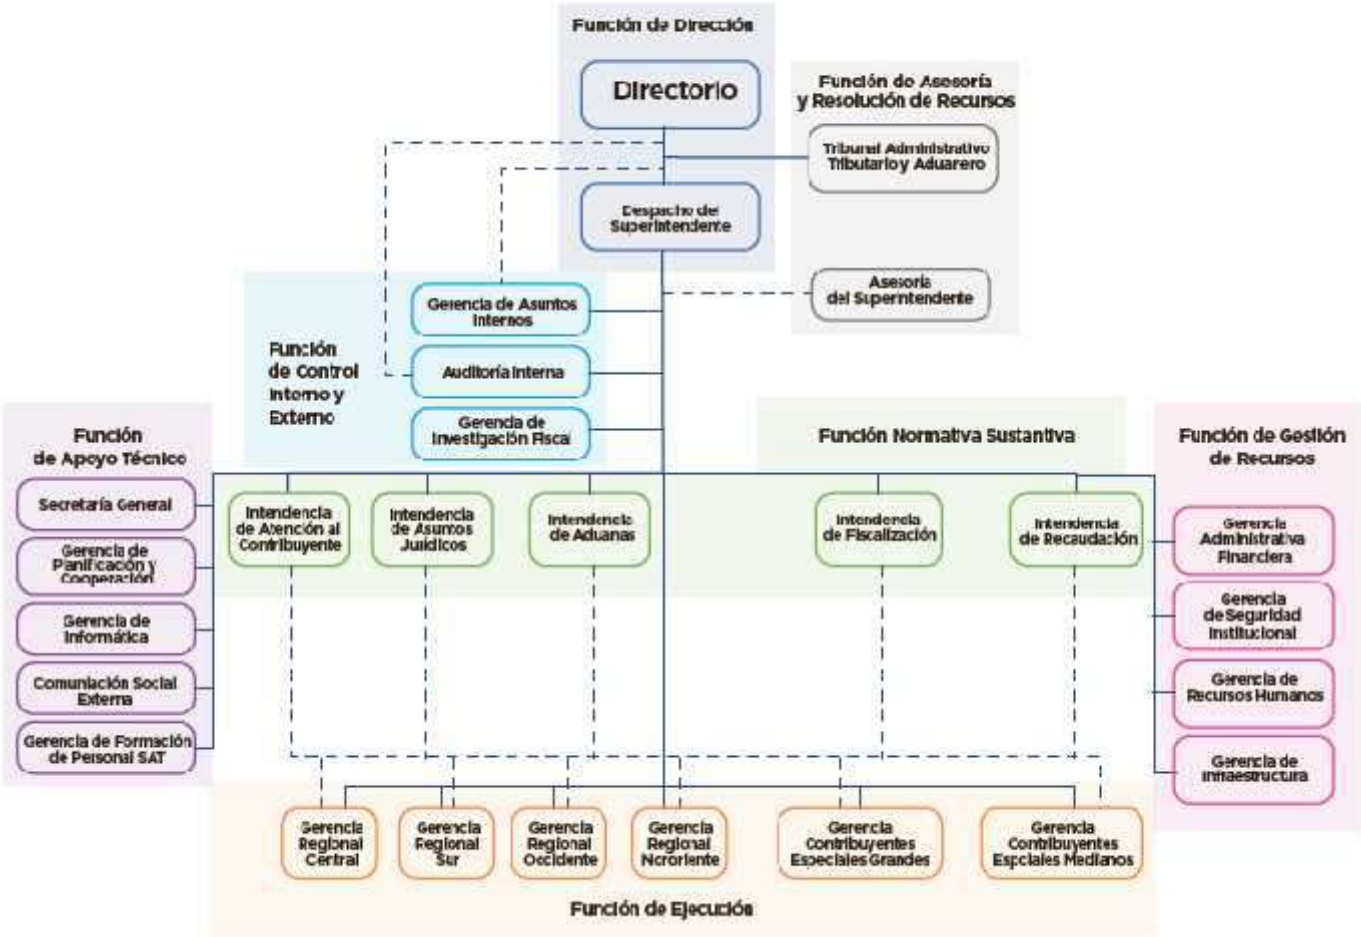 Función de Dirección
Directorio
Función de Asesoría
y Resolución de Recursos
Tribunal Administrativo
Tributario y Aduarero
Despacho del
Superintendente
Asesoría
del Superintendente
Gerencia de Asuntos
Internos
Función
de Control
Interno y
Externo
Auditoría Interna
Gerencia de
Investigación Fiscal
Función
de Apoyo Técnico
Secretaría General
Gerencia de
Planificación y
Cooperación
Gerencia de
Informática
Comuniación Social
Externa
Gerencia de Formación
de Personal SAT
Función Normativa Sustantiva
Intendencia
de Atención al
Contribuyente
Intendencia
de Asuntos
Jurídicos
Intendencia
de Aduanas
Intendencia
de Fiscalización
Intendencia
de Recaudación
Función de Gestión
de Recursos
Gerencia
Administrativa
Financiera
Gerencia
de Seguridad
Institucional
Gerencia de
Recursos Humanos
Gerencia de
Infraestructura
Gerencia
Regional
Central
Gerencia
Regional
Sur
Gerencia
Regional
Occidente
Gerencia
Regional
Nororiente
Gerencia
Contribuyentes
Especiales Grandes
Gerencia
Contribuyentes
Espciales Medianos
Función de Ejecución